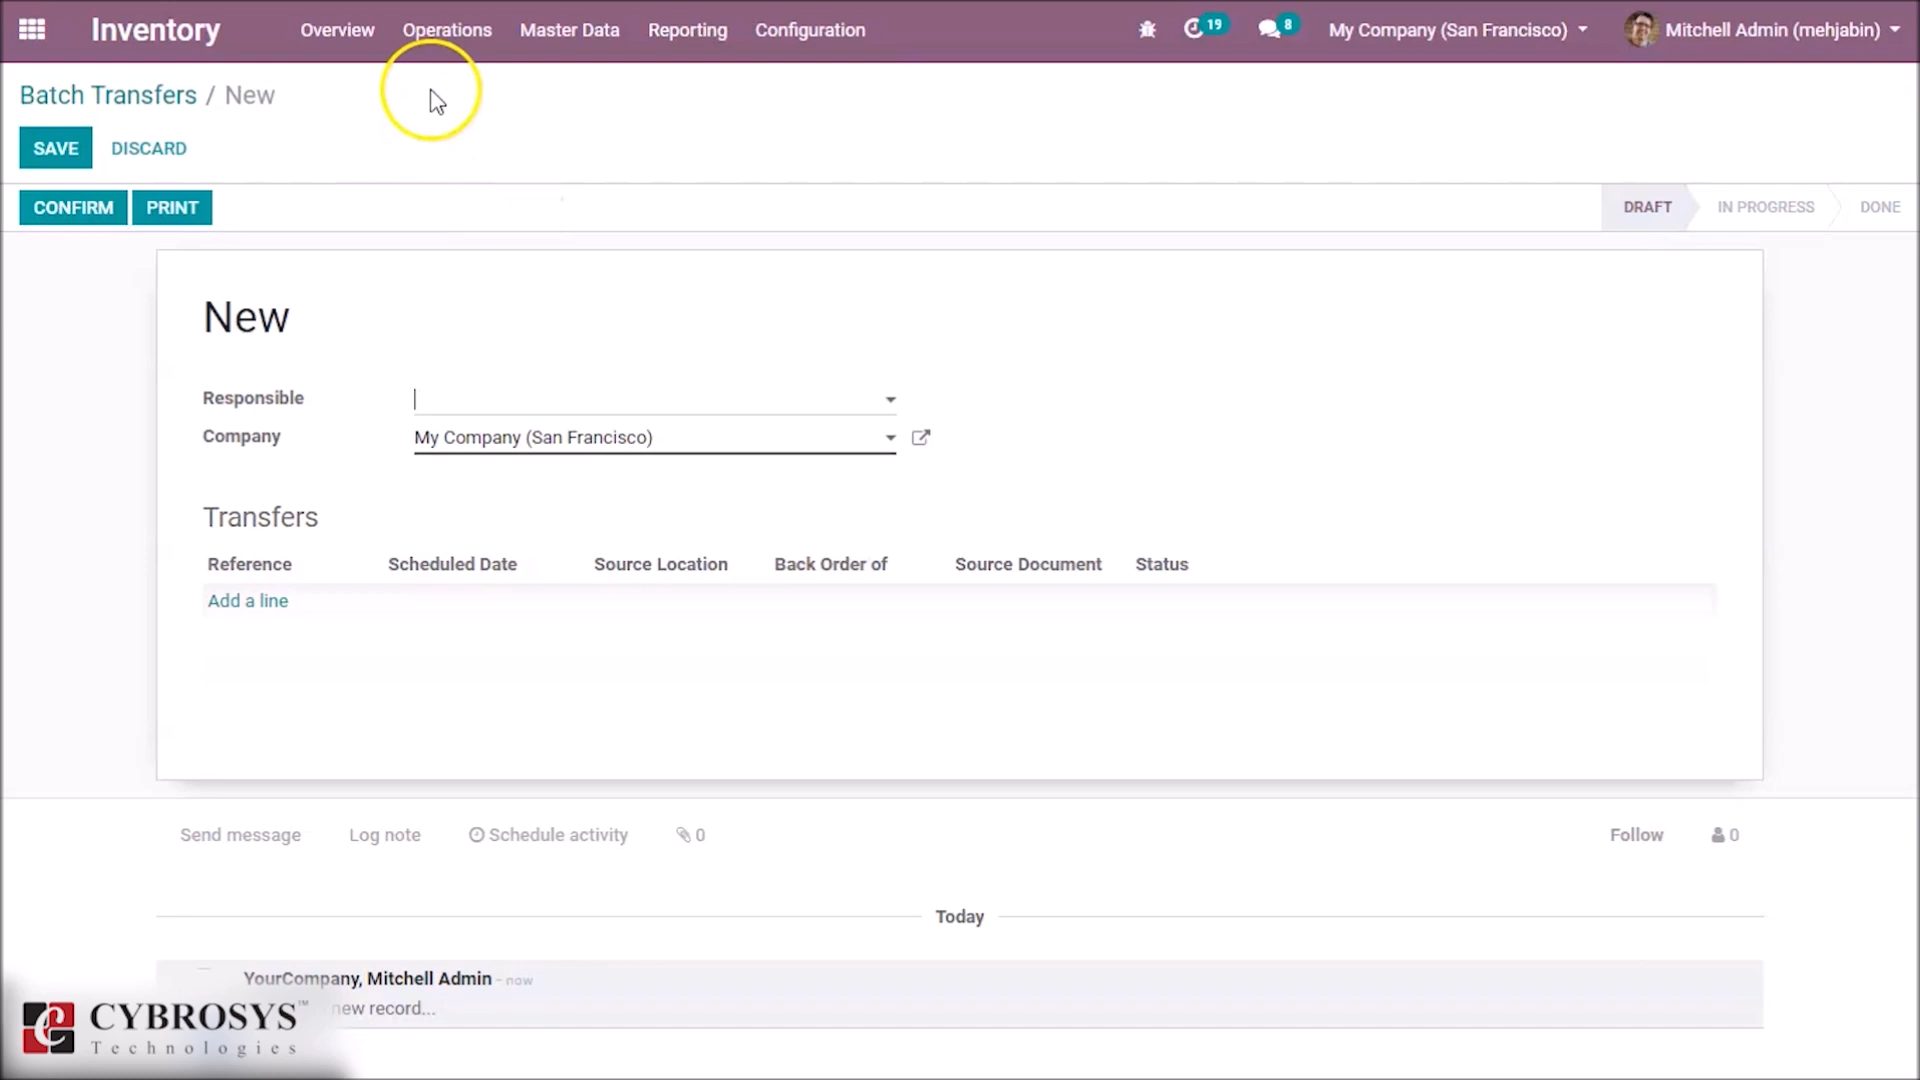 Inventory Overview Operations Master Data Reporting Configuration 19 8 My Company (San Francisco) Mitchell Admin (mehjabin)
Batch Transfers / New
SAVE DISCARD
CONFIRM PRINT DRAFT IN PROGRESS DONE
New
Responsible
Company My Company (San Francisco)
Transfers
Reference Scheduled Date Source Location Back Order of Source Document Status
Add a line
Send message Log note Schedule activity 0 Follow 0
Today
YourCompany, Mitchell Admin - now
new record...
CYBROSYS™
Technologies